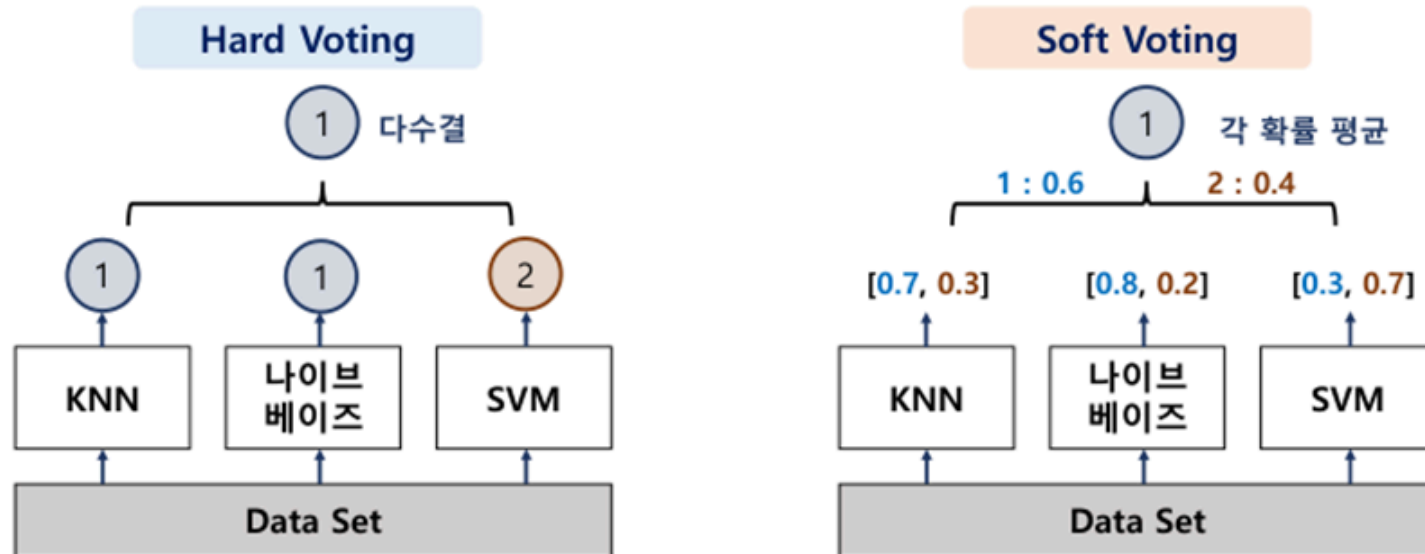 Hard Voting
1 다수결
1 1 2
KNN 나이브 베이즈 SVM
Data Set
Soft Voting
1 각 확률 평균
1 : 0.6 2 : 0.4
[0.7, 0.3] [0.8, 0.2] [0.3, 0.7]
KNN 나이브 베이즈 SVM
Data Set